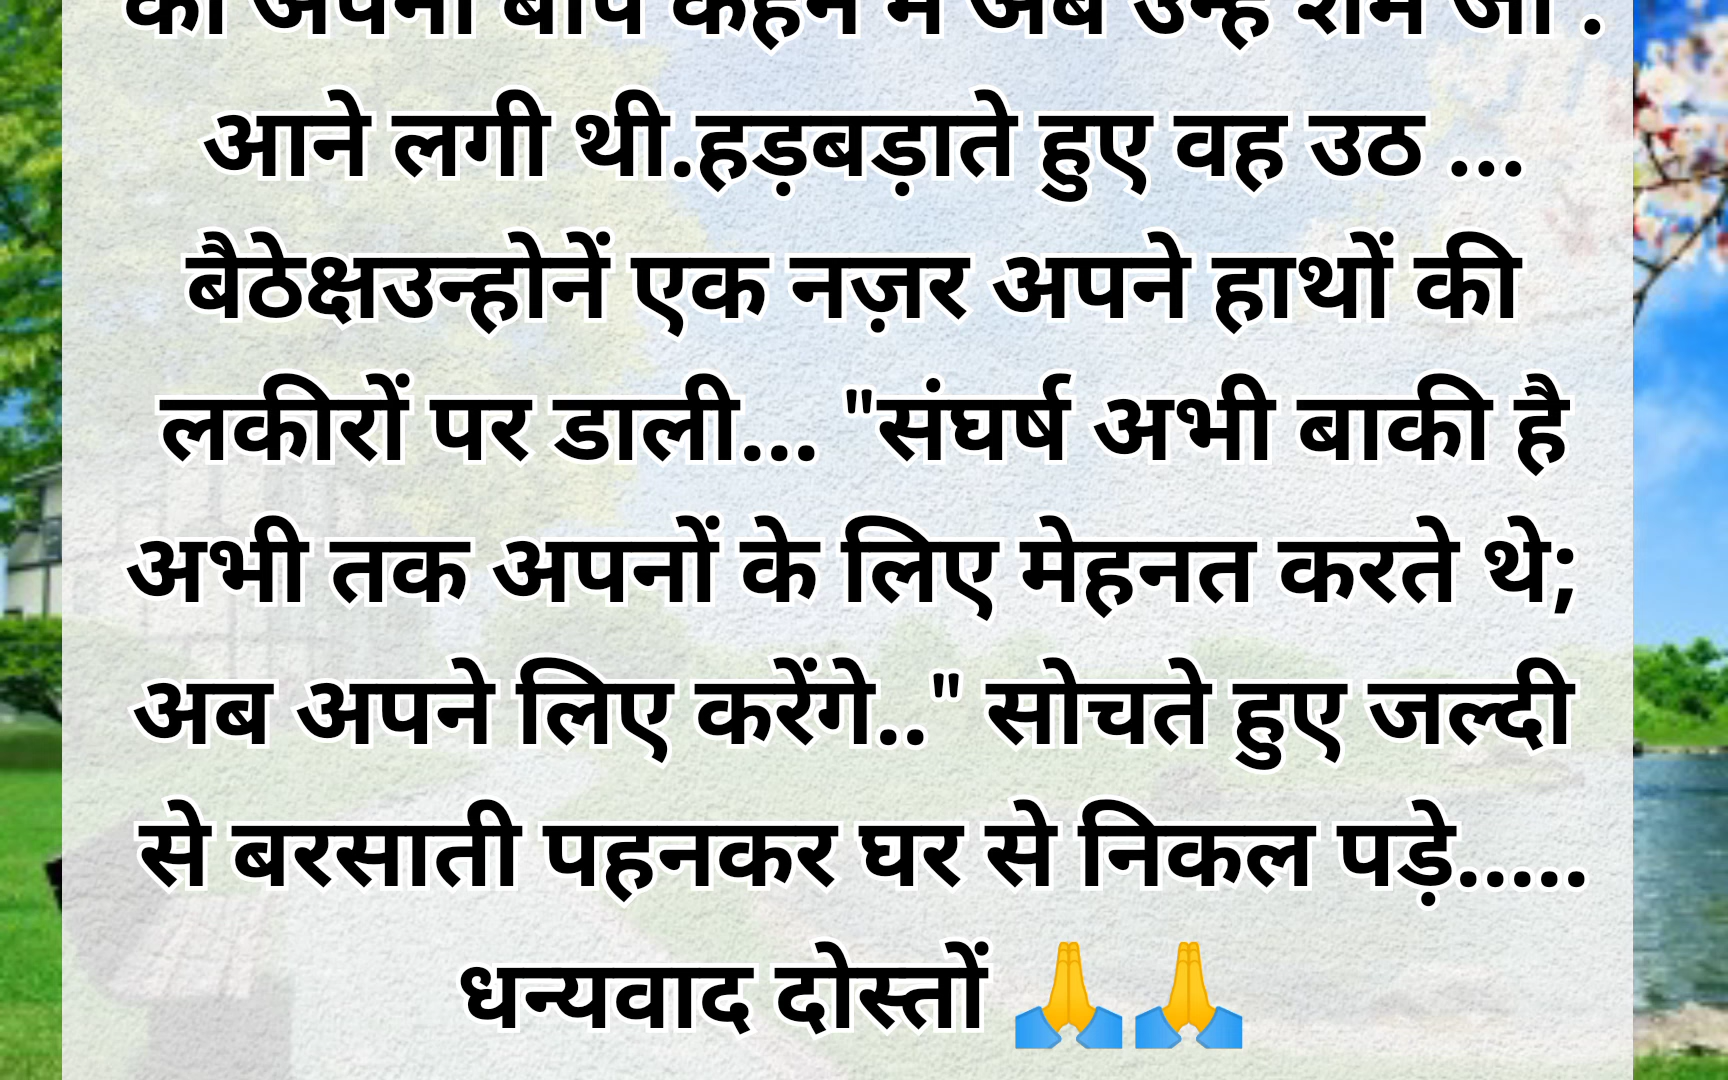 को अपना बाप कहने में अब उन्हें शर्म जो .
आने लगी थी.हड़बड़ाते हुए वह उठ ...
बैठेक्षउन्होनें एक नज़र अपने हाथों की
लकीरों पर डाली... "संघर्ष अभी बाकी है
अभी तक अपनों के लिए मेहनत करते थे;
अब अपने लिए करेंगे.." सोचते हुए जल्दी
से बरसाती पहनकर घर से निकल पड़े.....
धन्यवाद दोस्तों 🙏🙏